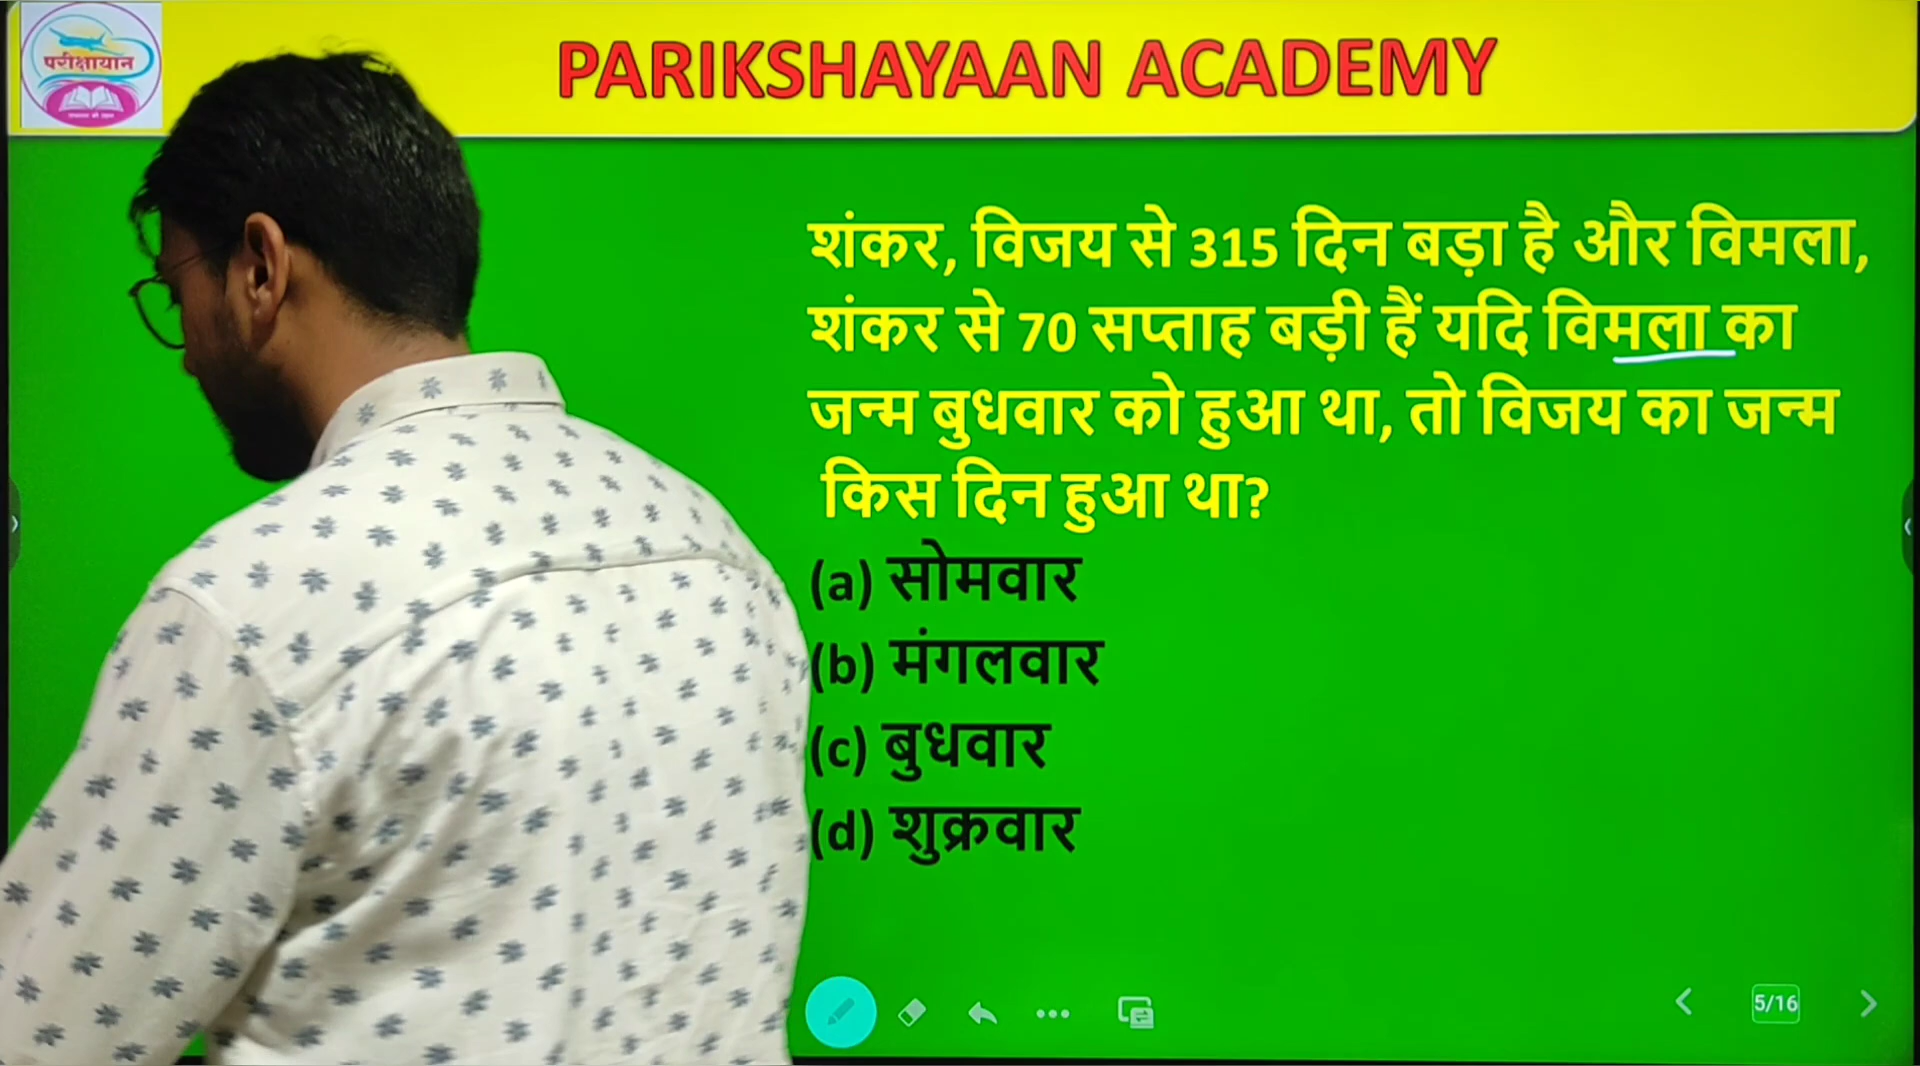 परीक्षायान
PARIKSHAYAAN ACADEMY
शंकर, विजय से 315 दिन बड़ा है और विमला,
शंकर से 70 सप्ताह बड़ी हैं यदि विमला का
जन्म बुधवार को हुआ था, तो विजय का जन्म
किस दिन हुआ था?
(a) सोमवार
(b) मंगलवार
(c) बुधवार
(d) शुक्रवार
5/16